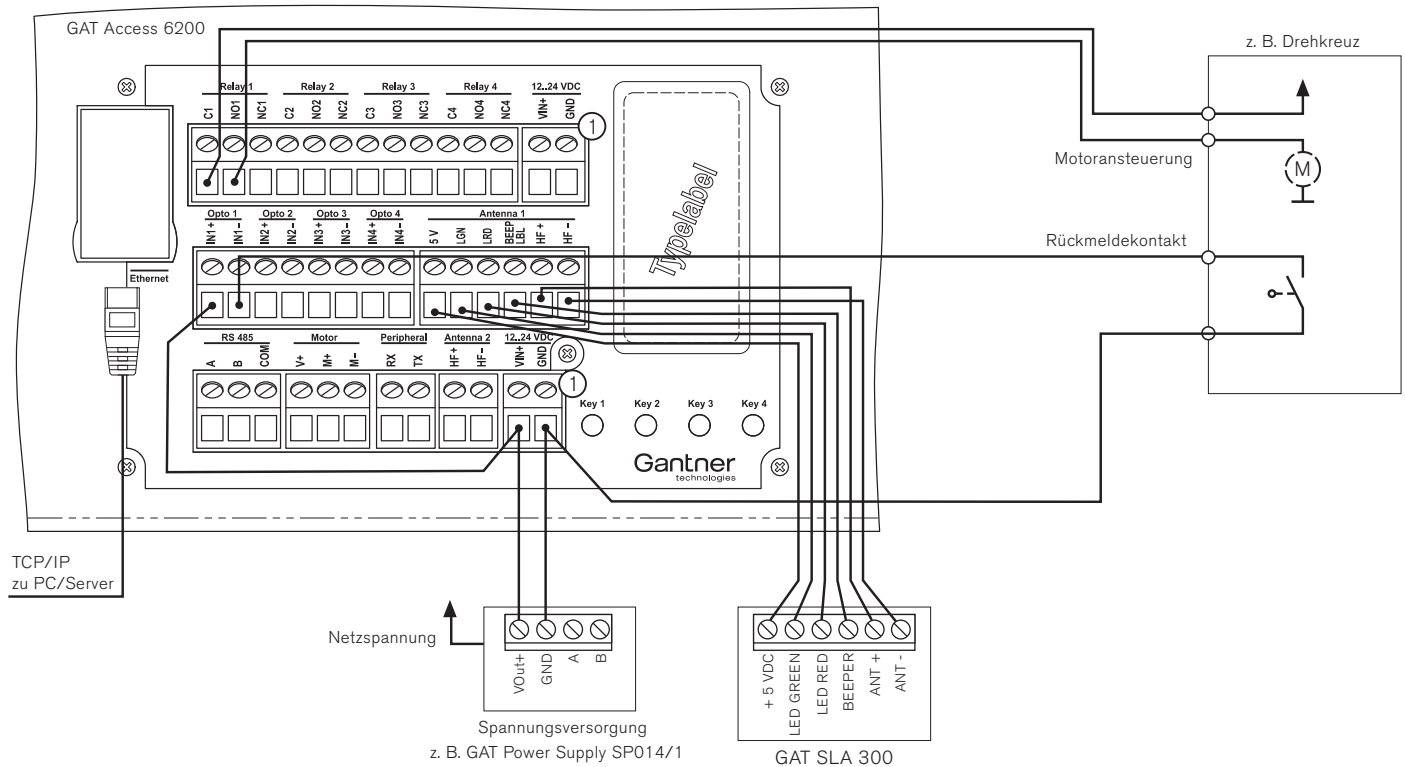 GAT Access 6200
z. B. Drehkreuz
Relay 1 Relay 2 Relay 3 Relay 4 12..24 VDC
C1 NO1 NC1 C2 NO2 NC2 C3 NO3 NC3 C4 NO4 NC4 VIN+ GND
1
Typelabel
Motoransteuerung
M
Opto 1 Opto 2 Opto 3 Opto 4 Antenna 1
IN1+ IN1- IN2+ IN2- IN3+ IN3- IN4+ IN4- 5 V LGN LRD BEEP LBL HF+ HF-
Rückmeldekontakt
Ethernet
RS 485 Motor Peripheral Antenna 2 12..24 VDC
A B COM V+ M+ M- RX TX HF+ HF- VIN+ GND
1
Key 1 Key 2 Key 3 Key 4
Gantner
technologies
TCP/IP
zu PC/Server
Netzspannung
VOut+ GND A B
+ 5 VDC LED GREEN LED RED BEEPER ANT + ANT -
Spannungsversorgung
z. B. GAT Power Supply SP014/1
GAT SLA 300